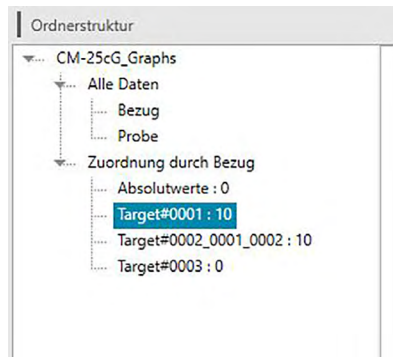 Ordnerstruktur
CM-25cG_Graphs
Alle Daten
Bezug
Probe
Zuordnung durch Bezug
Absolutwerte : 0
Target#0001 : 10
Target#0002_0001_0002 : 10
Target#0003 : 0